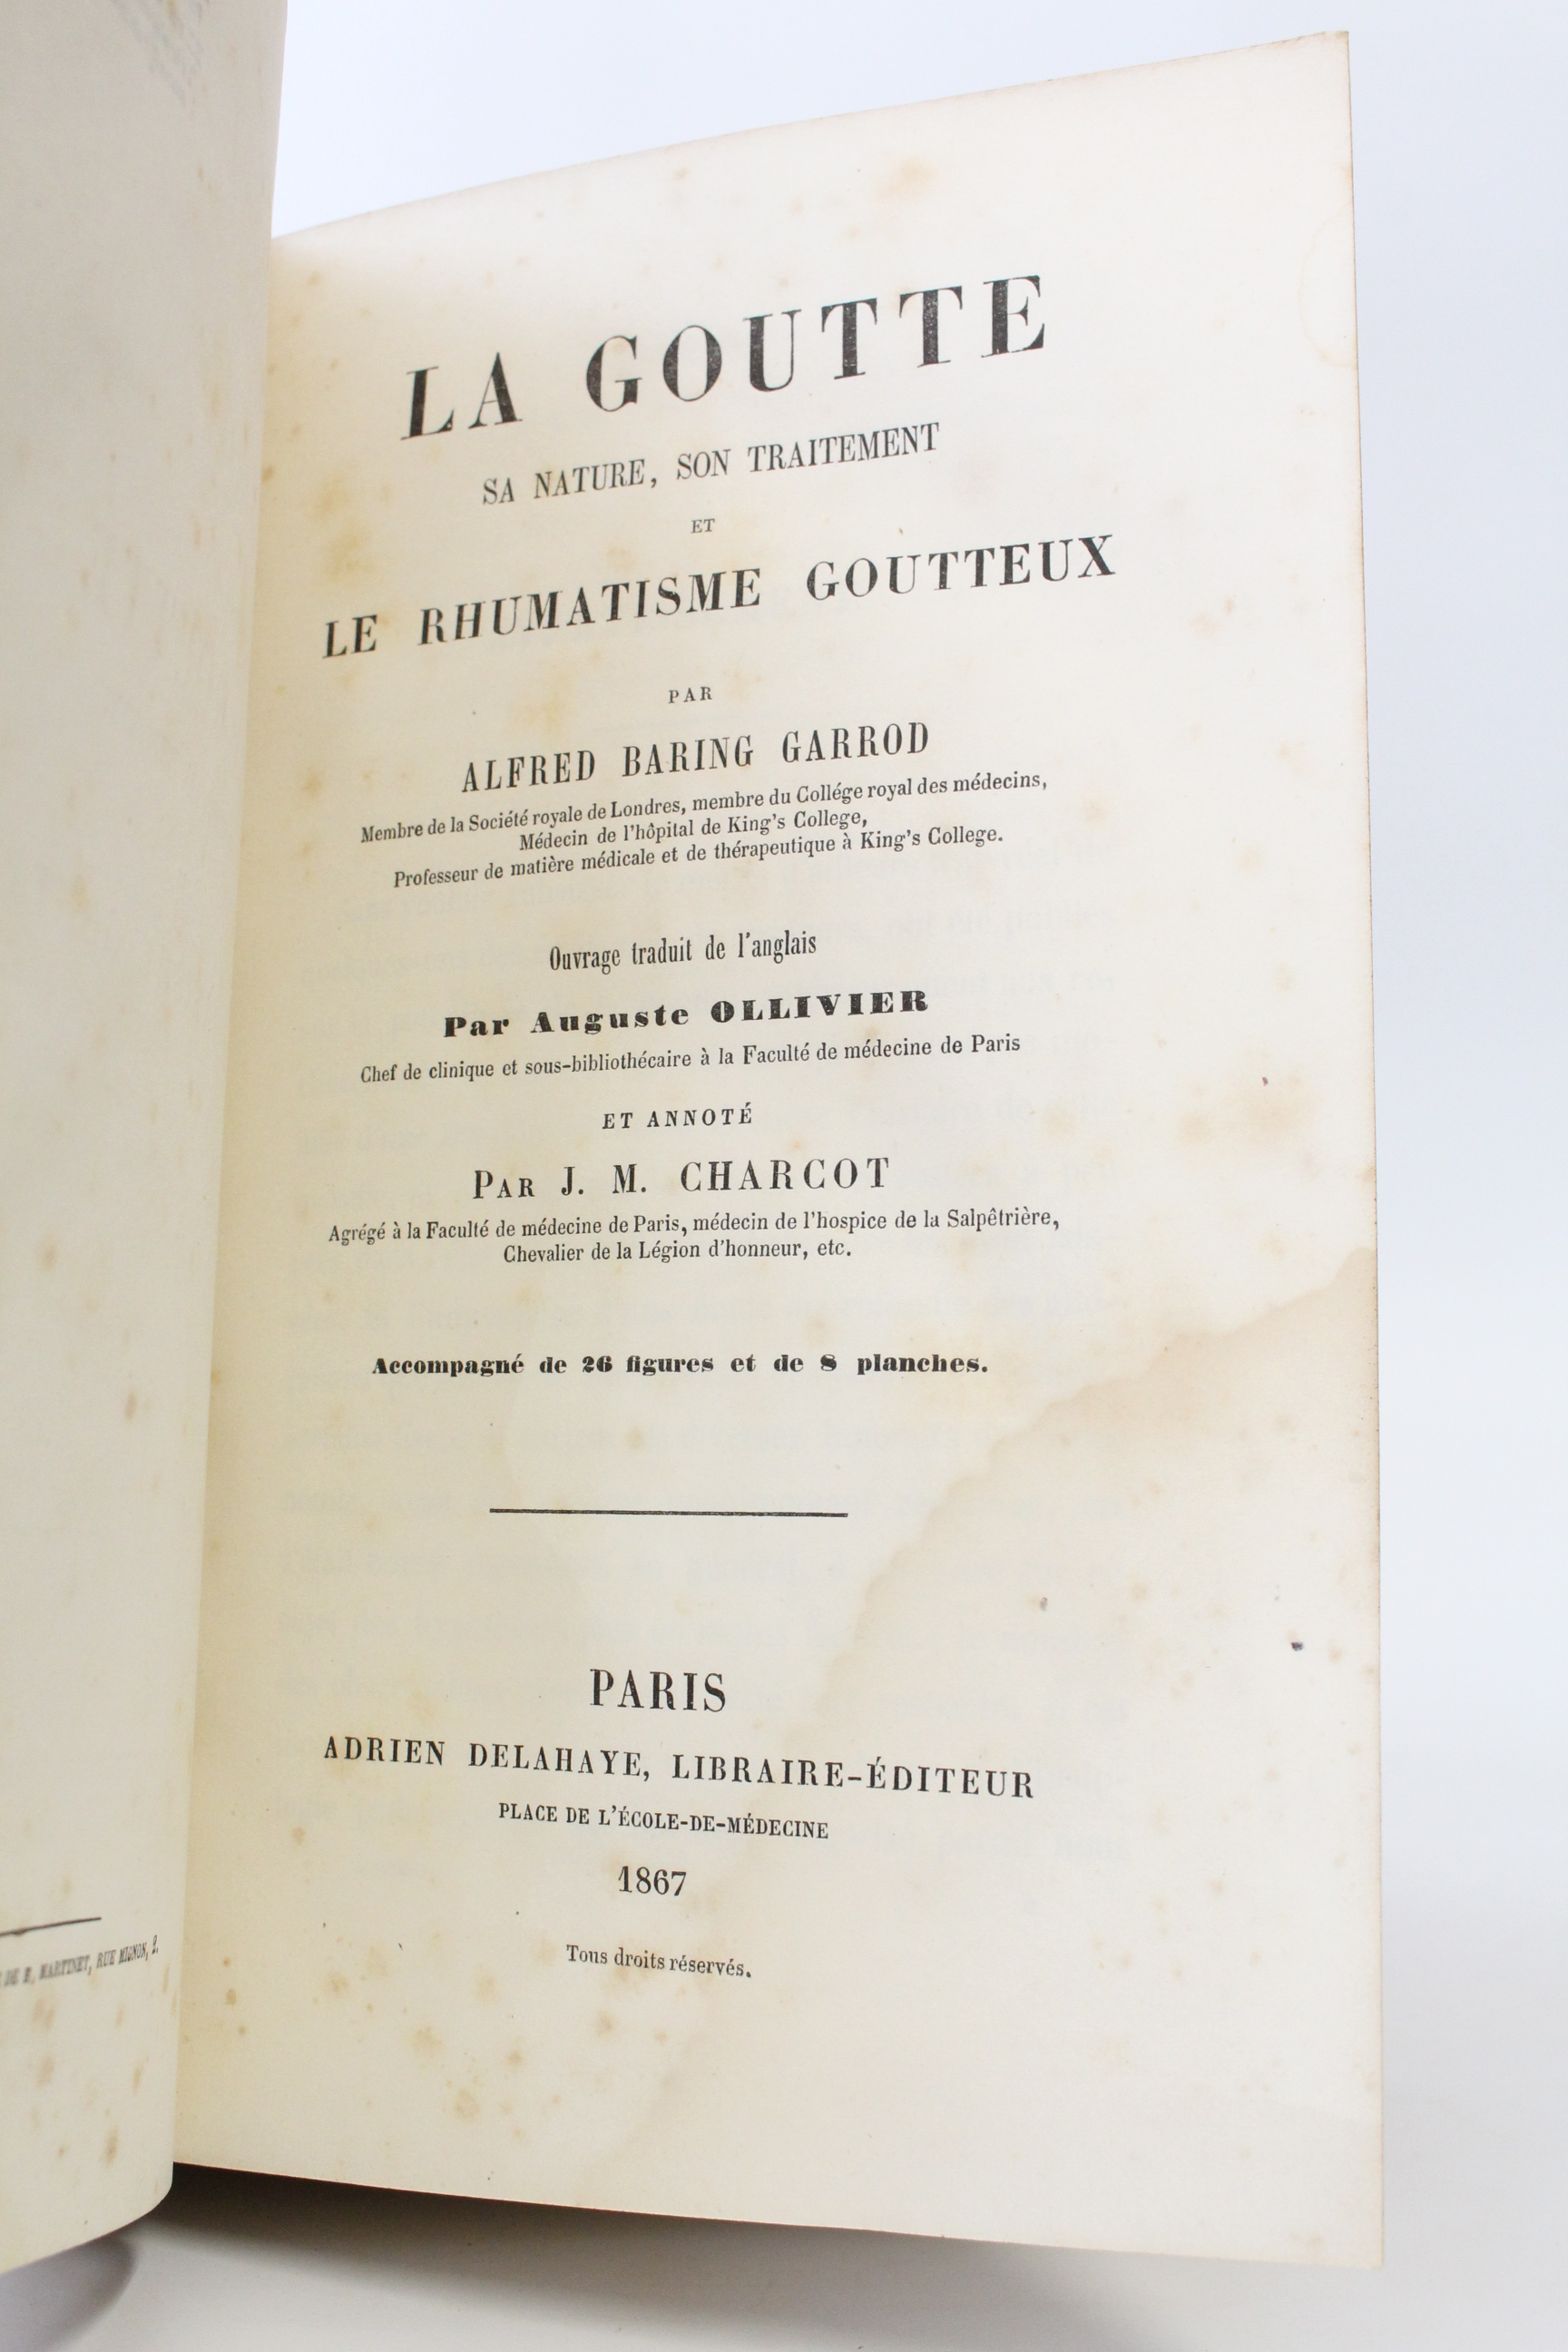 LA GOUTTE
SA NATURE, SON TRAITEMENT
ET
LE RHUMATISME GOUTTEUX
PAR
ALFRED BARING GARROD
Membre de la Société royale de Londres, membre du Collége royal des médecins,
Médecin de l'hôpital de King's College,
Professeur de matière médicale et de thérapeutique à King's College.
Ouvrage traduit de l'anglais
Par Auguste OLLIVIER
Chef de clinique et sous-bibliothécaire à la Faculté de médecine de Paris
ET ANNOTÉ
PAR J. M. CHARCOT
Agrégé à la Faculté de médecine de Paris, médecin de l'hospice de la Salpêtrière,
Chevalier de la Légion d'honneur, etc.
Accompagné de 26 figures et de 8 planches.
PARIS
ADRIEN DELAHAYE, LIBRAIRE-ÉDITEUR
PLACE DE L'ÉCOLE-DE-MÉDECINE
1867
Tous droits réservés.
DE E. MARTINET, RUE MIGNON, 2.